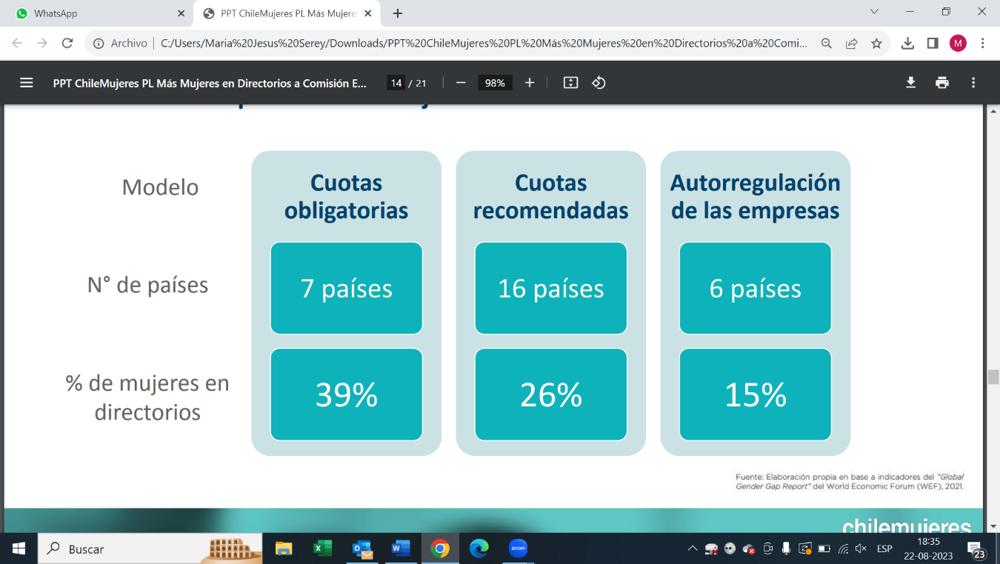 WhatsApp
PPT ChileMujeres PL Más Mujeres
Archivo
C:/Users/Maria%20Jesus%20Serey/Downloads/PPT%20ChileMujeres%20PL%20Más%20Mujeres%20en%20Directorios%20a%20Comi...
M
PPT ChileMujeres PL Más Mujeres en Directorios a Comisión E...
14 / 21
98%
Modelo
Cuotas
obligatorias
Cuotas
recomendadas
Autorregulación
de las empresas
N° de países
7 países
16 países
6 países
% de mujeres en
directorios
39%
26%
15%
Fuente: Elaboración propia en base a indicadores del "Global
Gender Gap Report" del World Economic Forum (WEF), 2021.
chilemujeres
Buscar
zoom
ESP
18:35
22-08-2023
23